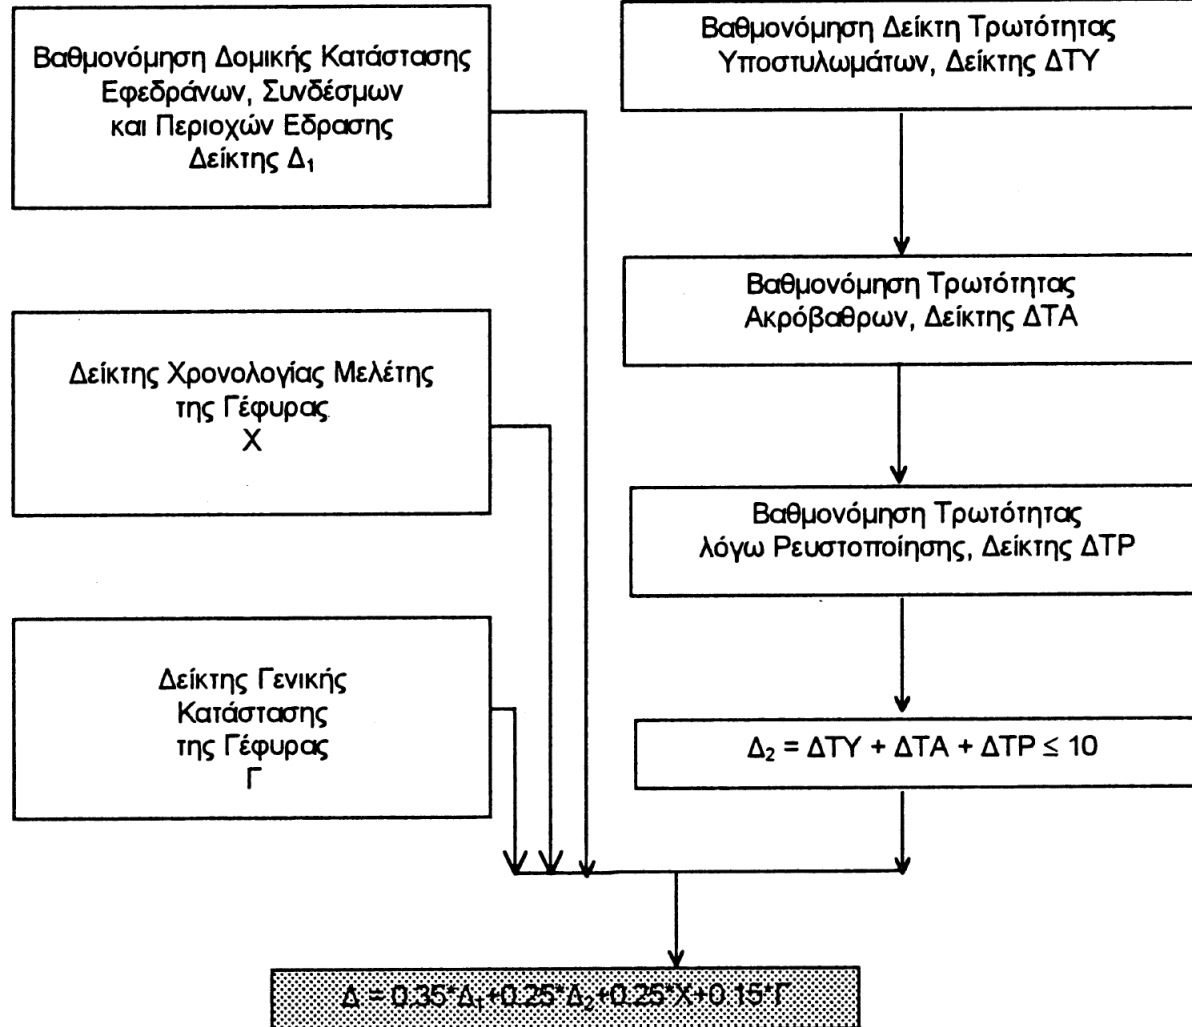 Βαθμονόμηση Δομικής Κατάστασης
Εφεδράνων, Συνδέσμων
και Περιοχών Εδρασης
Δείκτης Δ₁
Δείκτης Χρονολογίας Μελέτης
της Γέφυρας
Χ
Δείκτης Γενικής
Κατάστασης
της Γέφυρας
Γ
Βαθμονόμηση Δείκτη Τρωτότητας
Υποστυλωμάτων, Δείκτης ΔΤΥ
Βαθμονόμηση Τρωτότητας
Ακρόβαθρων, Δείκτης ΔΤΑ
Βαθμονόμηση Τρωτότητας
λόγω Ρευστοποίησης, Δείκτης ΔΤΡ
Δ₂ = ΔΤΥ + ΔΤΑ + ΔΤΡ ≤ 10
Δ = 0.35*Δ₁+0.25*Δ₂+0.25*Χ+0.15*Γ